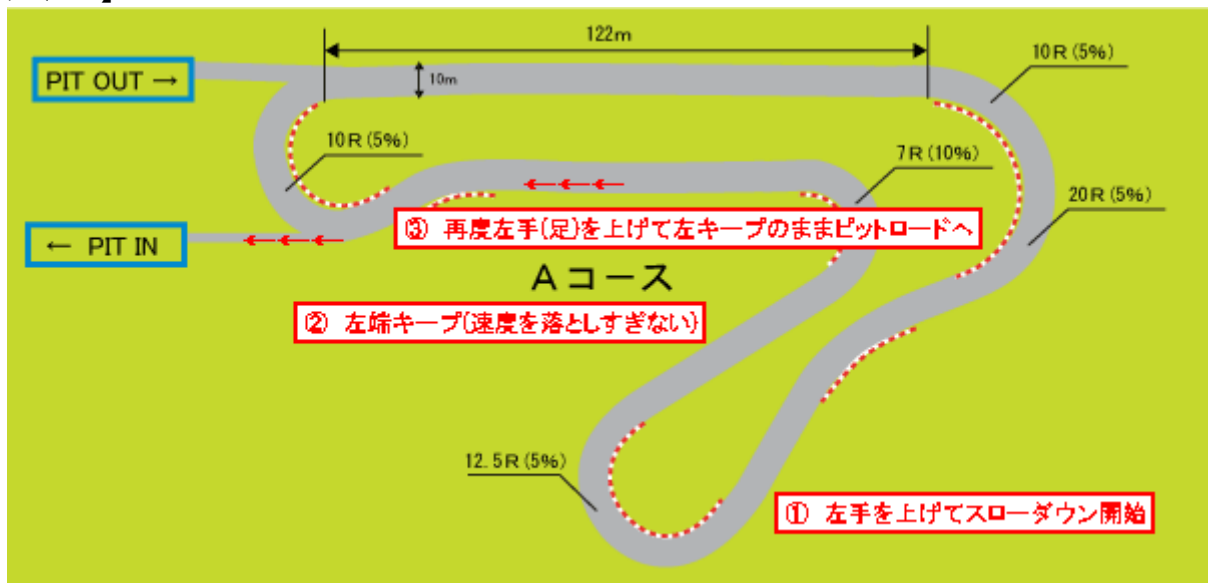 122m
10R(5%)
PIT OUT →
10m
10R(5%)
7R(10%)
20R(5%)
← PIT IN
③ 再度左手(足)を上げて左キープのままピットロードへ
Aコース
② 左端キープ(速度を落としすぎない)
12.5R(5%)
① 左手を上げてスローダウン開始